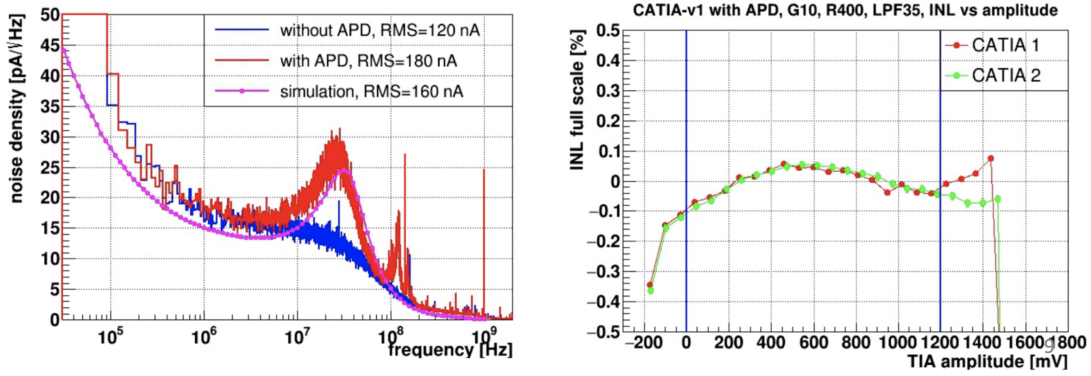 noise density [pA/√Hz]
50
45
40
35
30
25
20
15
10
5
0
without APD, RMS=120 nA
with APD, RMS=180 nA
simulation, RMS=160 nA
10⁵ 10⁶ 10⁷ 10⁸ 10⁹
frequency [Hz]
CATIA-v1 with APD, G10, R400, LPF35, INL vs amplitude
INL full scale [%]
0.5
0.4
0.3
0.2
0.1
0
−0.1
−0.2
−0.3
−0.4
−0.5
CATIA 1
CATIA 2
−200 0 200 400 600 800 1000 1200 1400 1600 1800
TIA amplitude [mV]
9